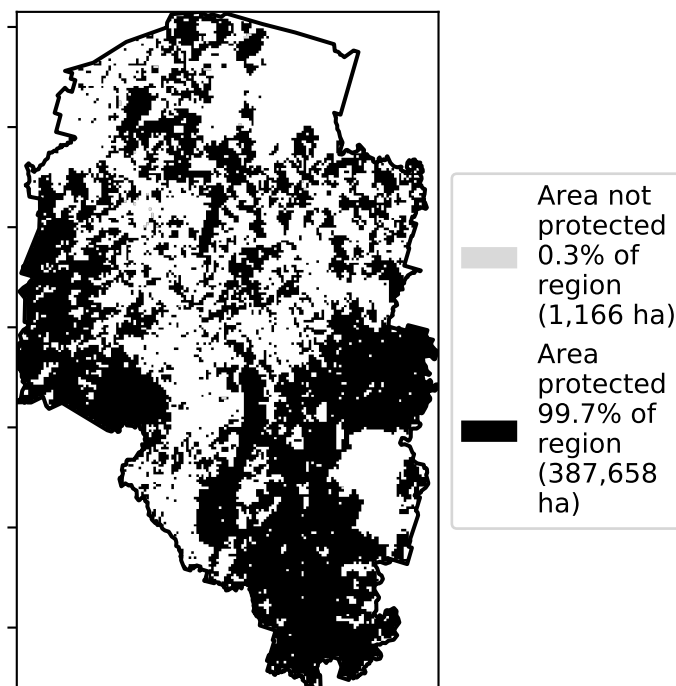 Area not
protected
0.3% of
region
(1,166 ha)
Area
protected
99.7% of
region
(387,658
ha)